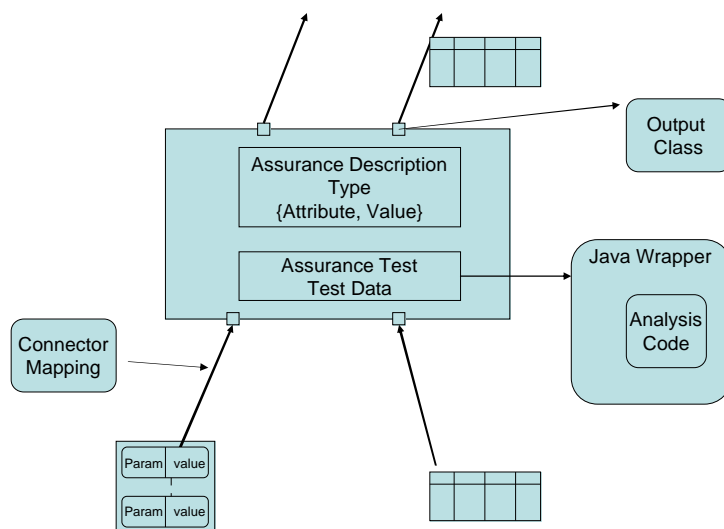 Output
Class
Assurance Description
Type
{Attribute, Value}
Assurance Test
Test Data
Java Wrapper
Analysis
Code
Connector
Mapping
Param value
Param value